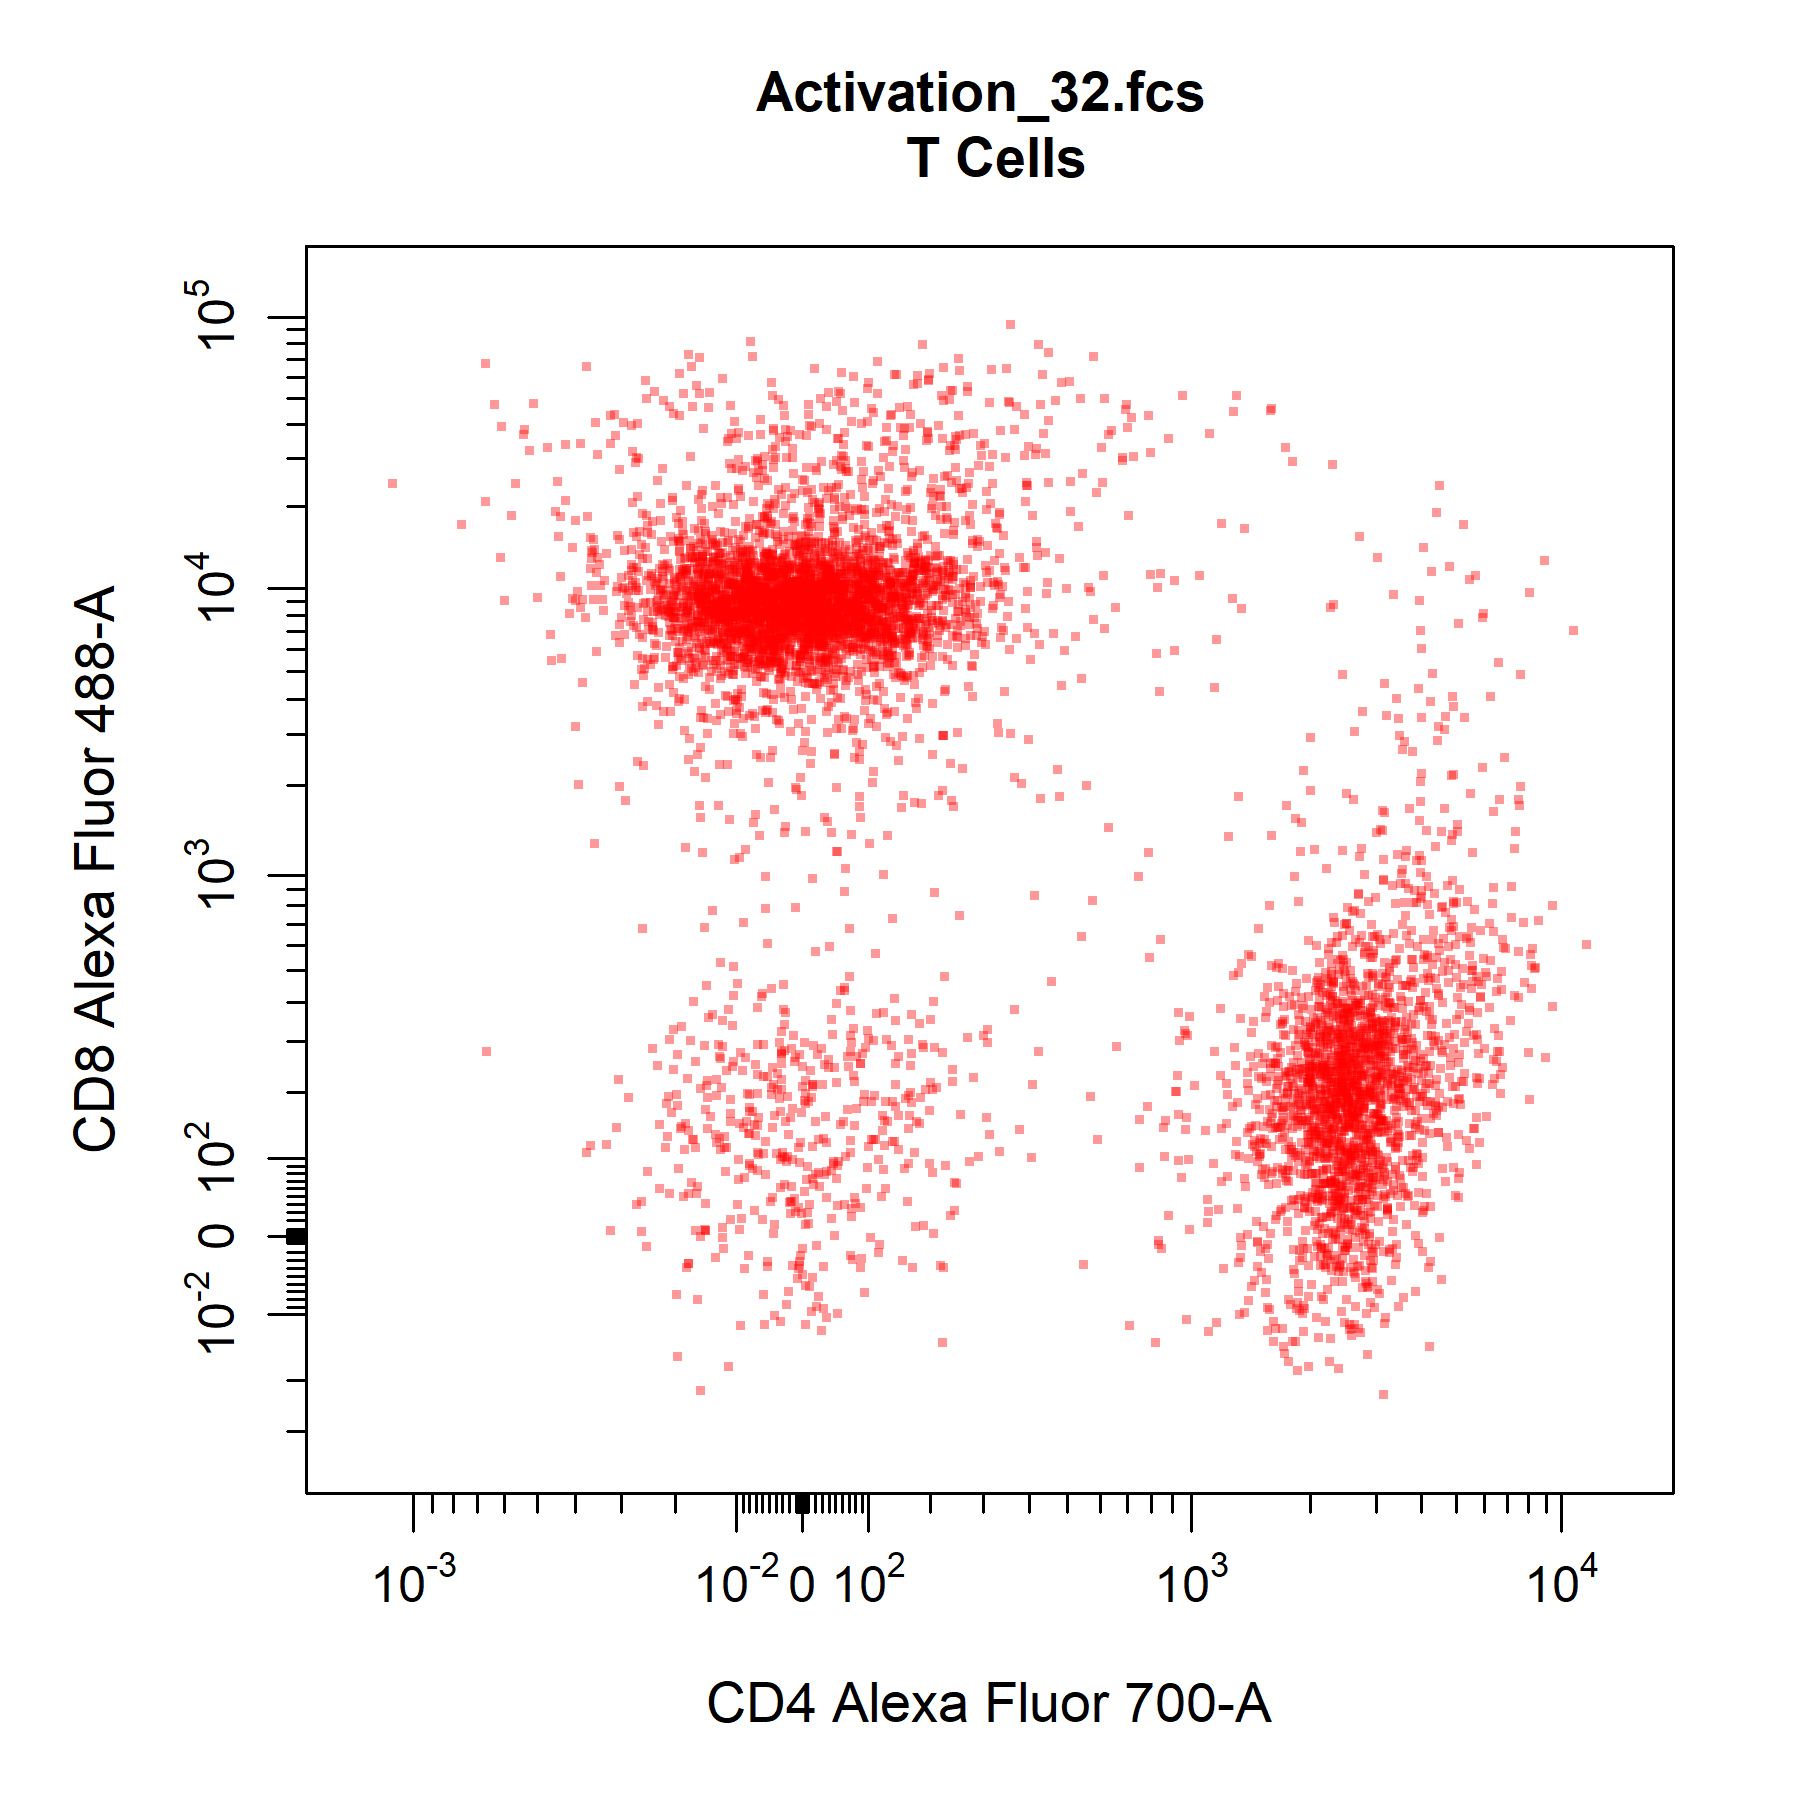 Activation_32.fcs
T Cells
CD8 Alexa Fluor 488-A
10^5
10^4
10^3
10^2
0
10^-2
10^-3 10^-2 0 10^2 10^3 10^4
CD4 Alexa Fluor 700-A